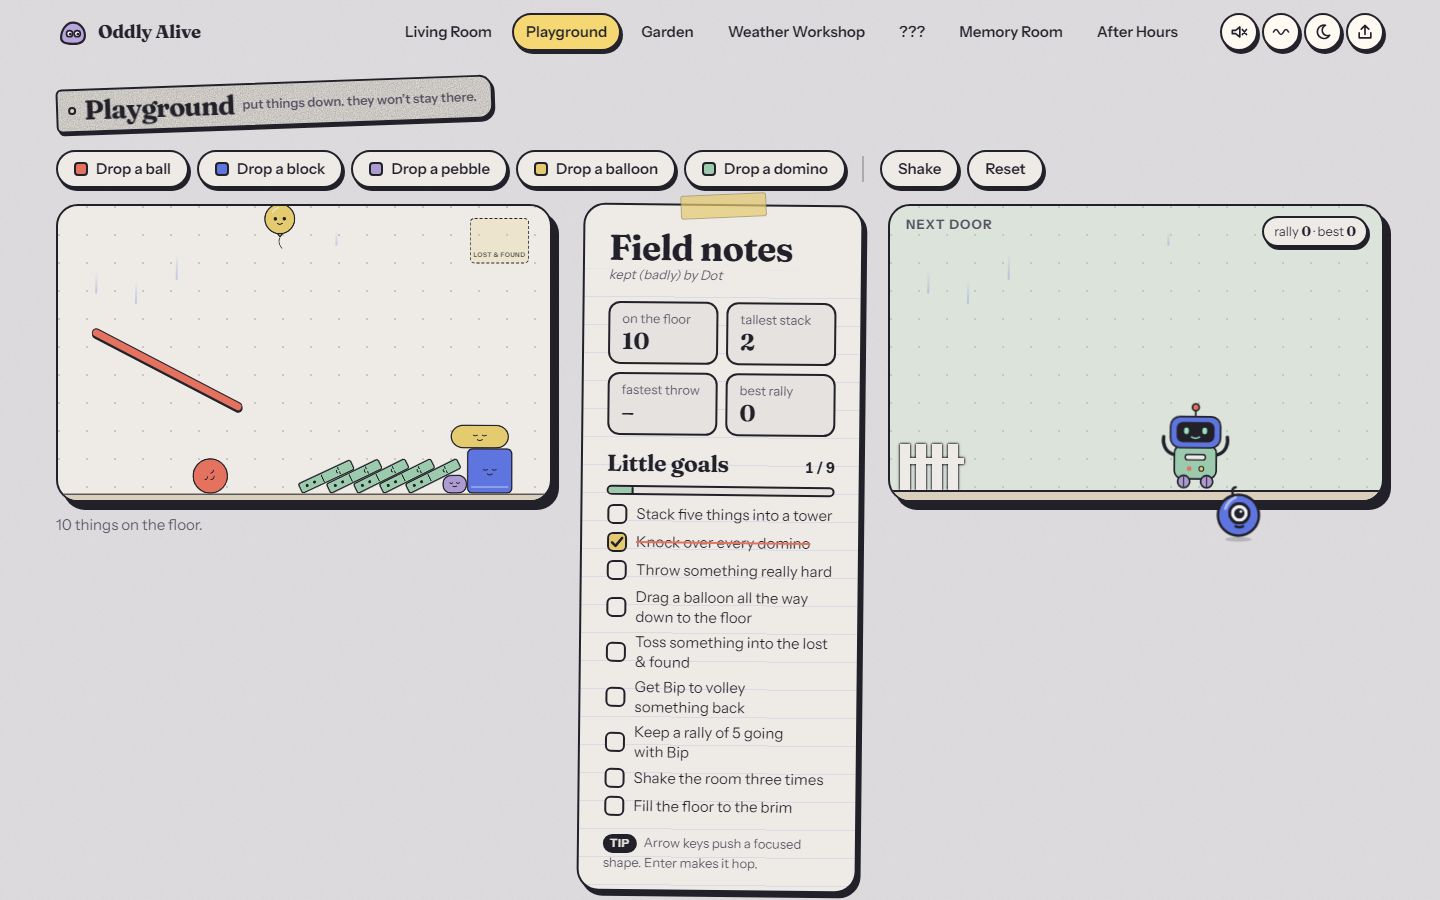 Oddly Alive
Living Room
Playground
Garden
Weather Workshop
???
Memory Room
After Hours
Playground put things down. they won't stay there.
Drop a ball
Drop a block
Drop a pebble
Drop a balloon
Drop a domino
Shake
Reset
LOST & FOUND
10 things on the floor.
Field notes
kept (badly) by Dot
on the floor
10
tallest stack
2
fastest throw
–
best rally
0
Little goals
1 / 9
Stack five things into a tower
Knock over every domino
Throw something really hard
Drag a balloon all the way
down to the floor
Toss something into the lost
& found
Get Bip to volley
something back
Keep a rally of 5 going
with Bip
Shake the room three times
Fill the floor to the brim
TIP Arrow keys push a focused
shape. Enter makes it hop.
NEXT DOOR
rally 0 · best 0